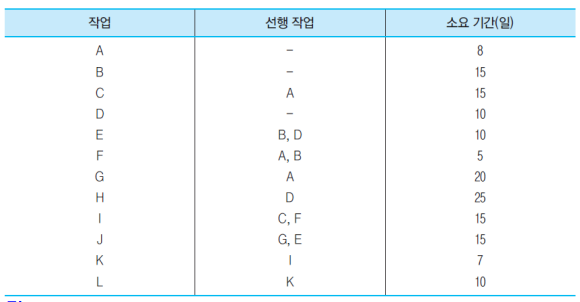 작업 선행 작업 소요 기간(일)
A – 8
B – 15
C A 15
D – 10
E B, D 10
F A, B 5
G A 20
H D 25
I C, F 15
J G, E 15
K I 7
L K 10